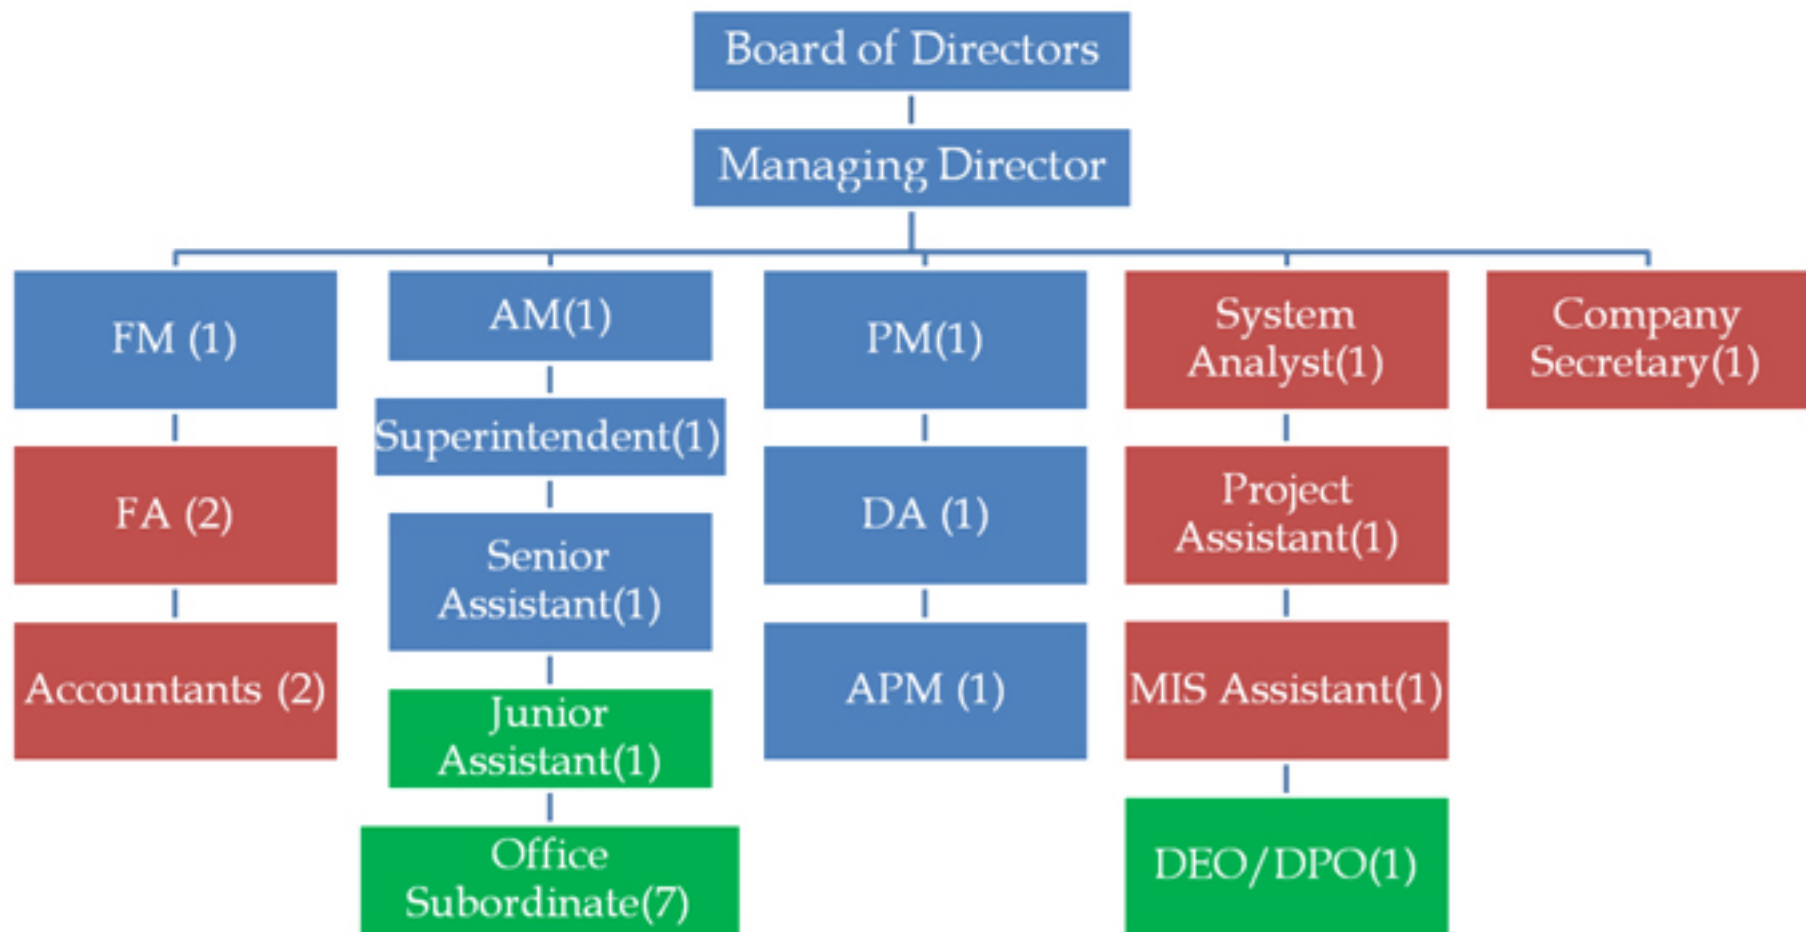 Board of Directors
Managing Director
FM (1)
AM(1)
PM(1)
System
Analyst(1)
Company
Secretary(1)
Superintendent(1)
FA (2)
Senior
Assistant(1)
DA (1)
Project
Assistant(1)
Accountants (2)
Junior
Assistant(1)
APM (1)
MIS Assistant(1)
Office
Subordinate(7)
DEO/DPO(1)